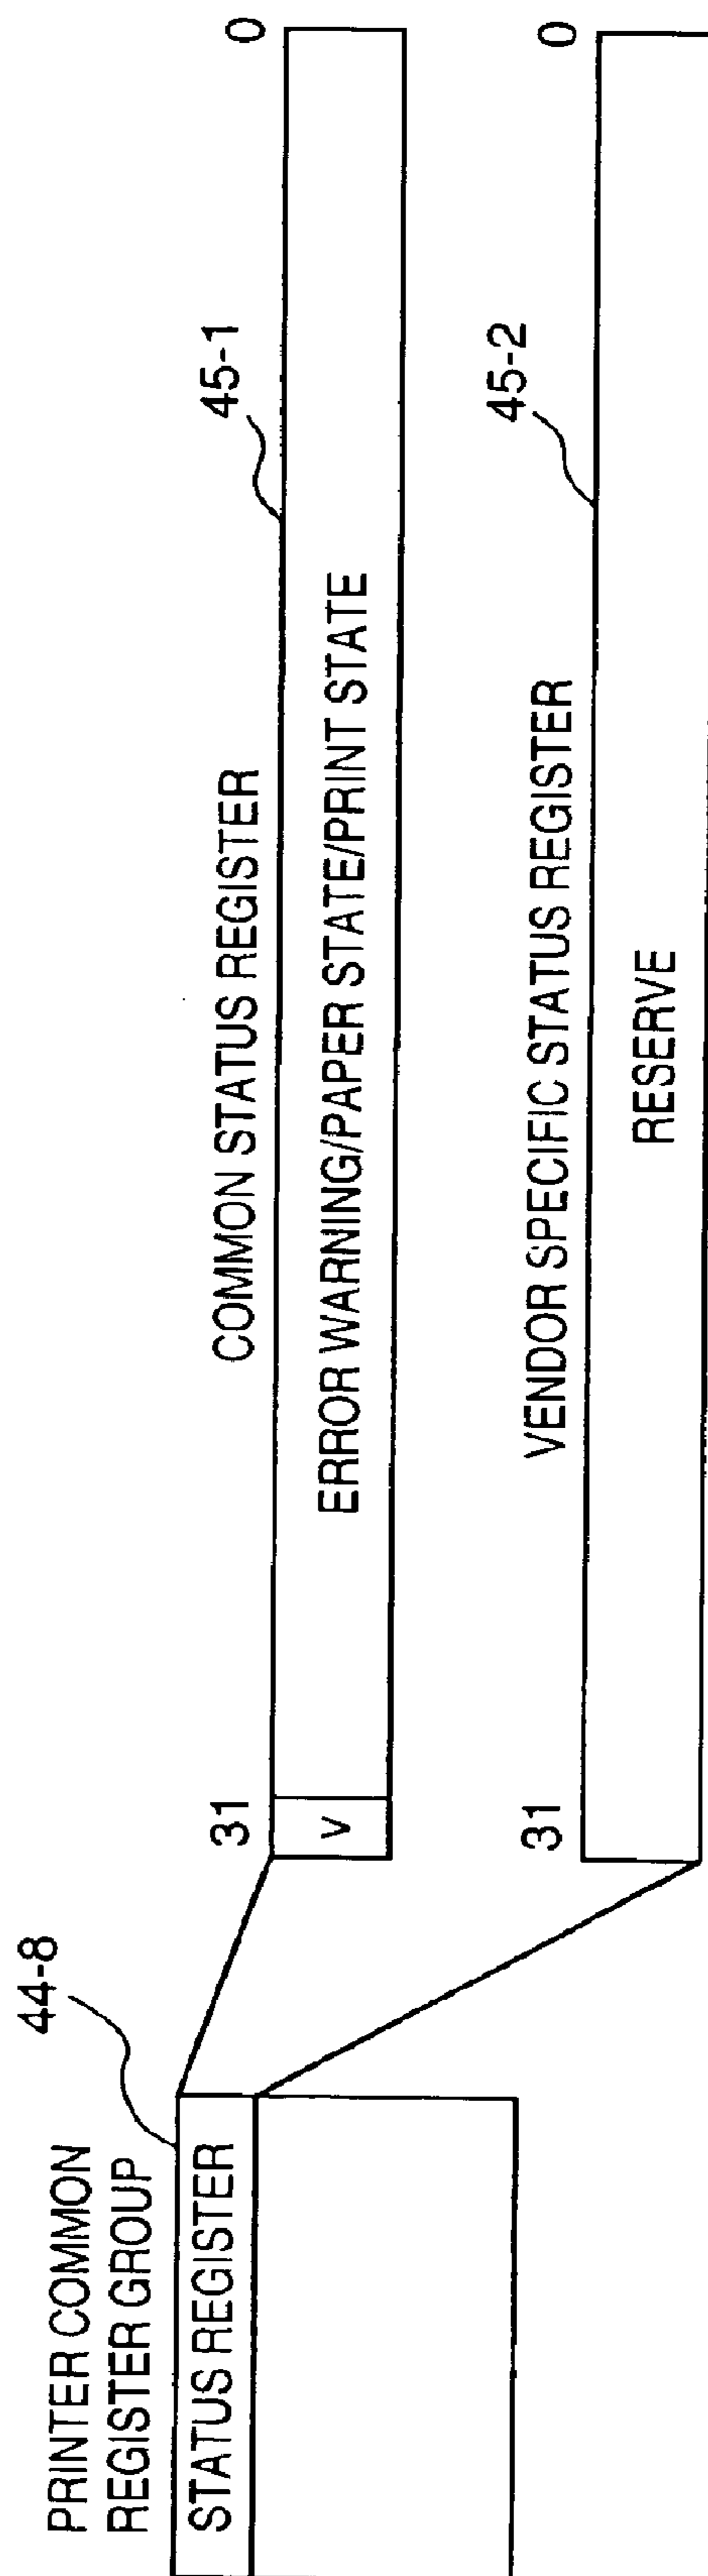 PRINTER COMMON
REGISTER GROUP
44-8
STATUS REGISTER
COMMON STATUS REGISTER
45-1
31
0
V
ERROR WARNING/PAPER STATE/PRINT STATE
VENDOR SPECIFIC STATUS REGISTER
45-2
31
0
RESERVE